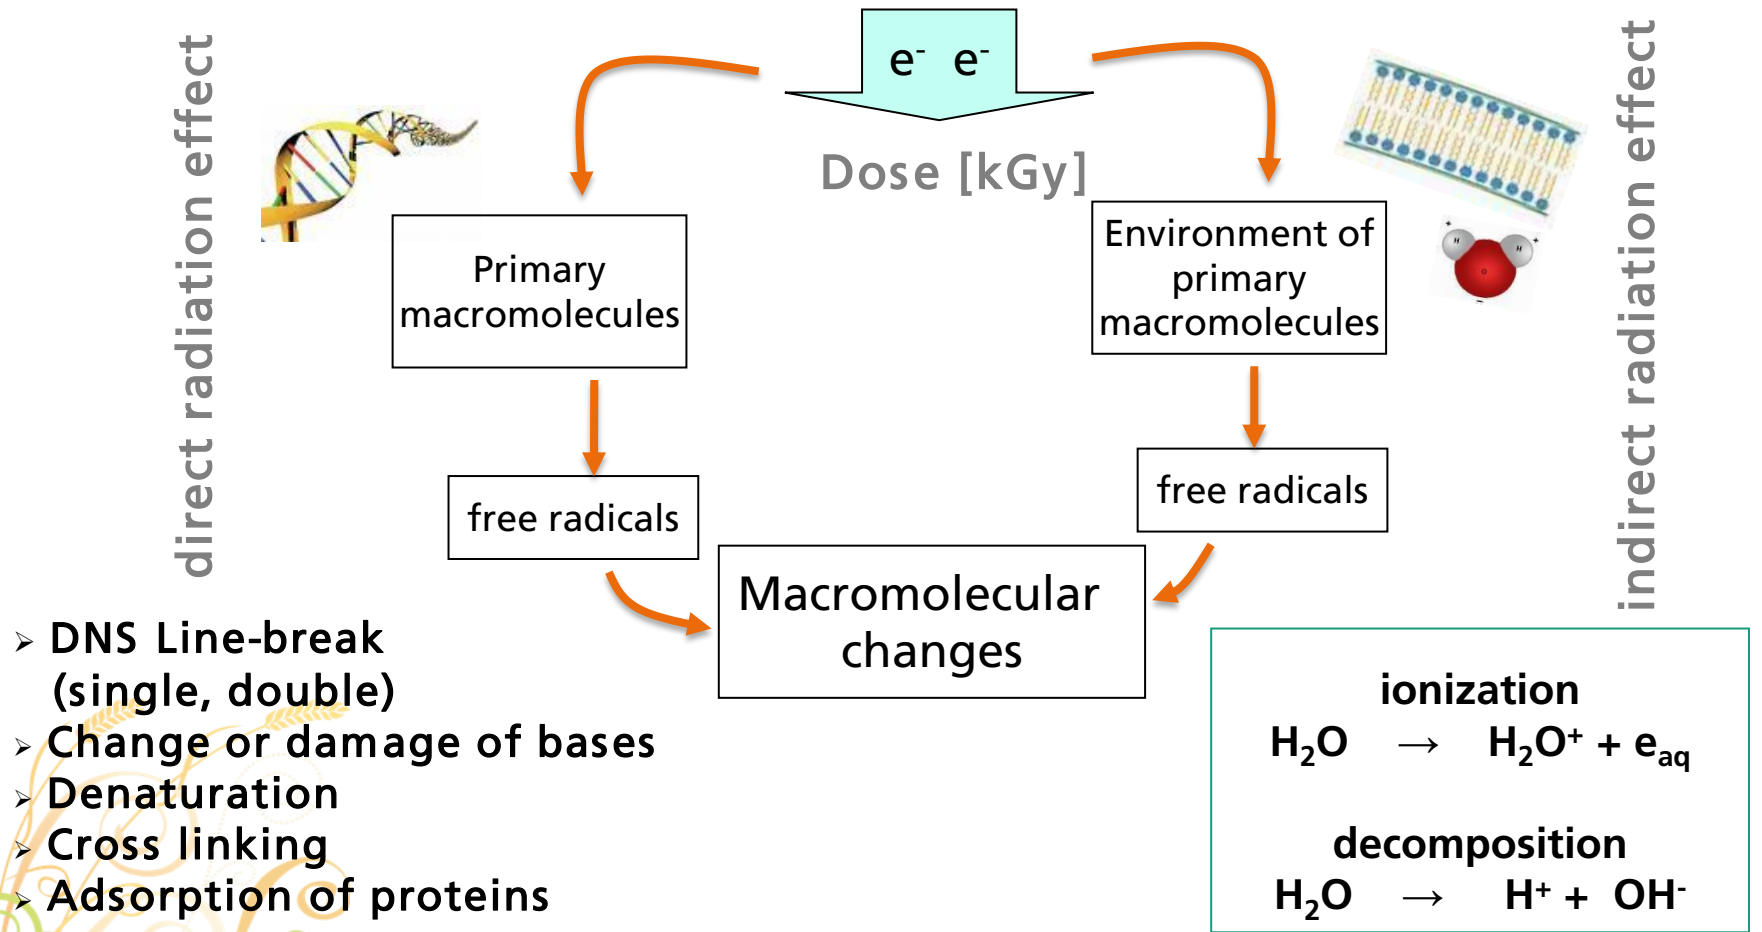 direct radiation effect
e⁻ e⁻
Dose [kGy]
indirect radiation effect
Primary
macromolecules
Environment of
primary
macromolecules
H H
O
+ +
−
free radicals
free radicals
Macromolecular
changes
➢ DNS Line-break
(single, double)
➢ Change or damage of bases
➢ Denaturation
➢ Cross linking
➢ Adsorption of proteins
ionization
H₂O → H₂O⁺ + eₐq
decomposition
H₂O → H⁺ + OH⁻